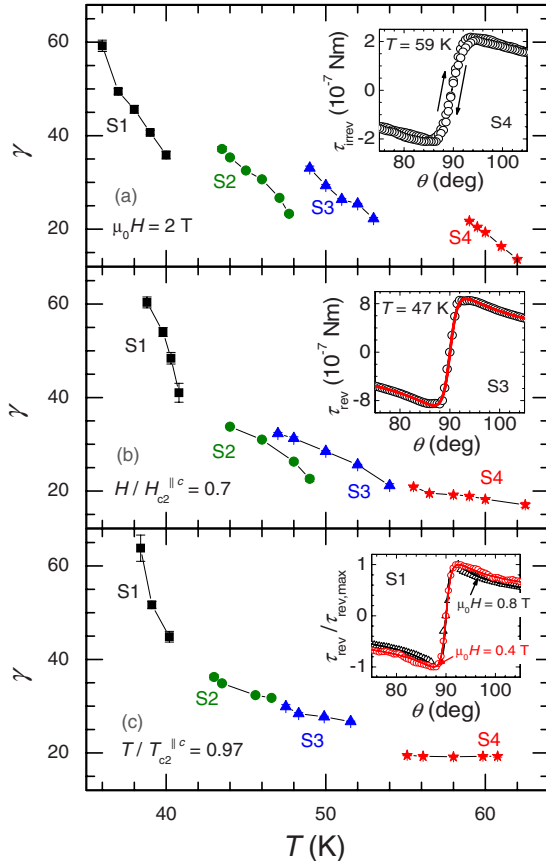 60
40
20
γ
S1
S2
S3
S4
(a)
μ₀H = 2 T
2
0
-2
τirrev (10⁻⁷ Nm)
T = 59 K
S4
80
90
100
θ (deg)
60
40
20
γ
S1
S2
S3
S4
(b)
H / Hc2^||c = 0.7
8
0
-8
τrev (10⁻⁷ Nm)
T = 47 K
S3
80
90
100
θ (deg)
60
40
20
γ
S1
S2
S3
S4
(c)
T / Tc2^||c = 0.97
1
0
-1
τrev / τrev,max
S1
μ₀H = 0.8 T
μ₀H = 0.4 T
80
90
100
θ (deg)
40
50
60
T (K)